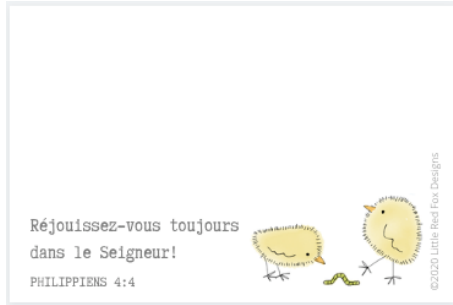 Réjouissez-vous toujours
dans le Seigneur!
PHILIPPIENS 4:4
©2020 Little Red Fox Designs